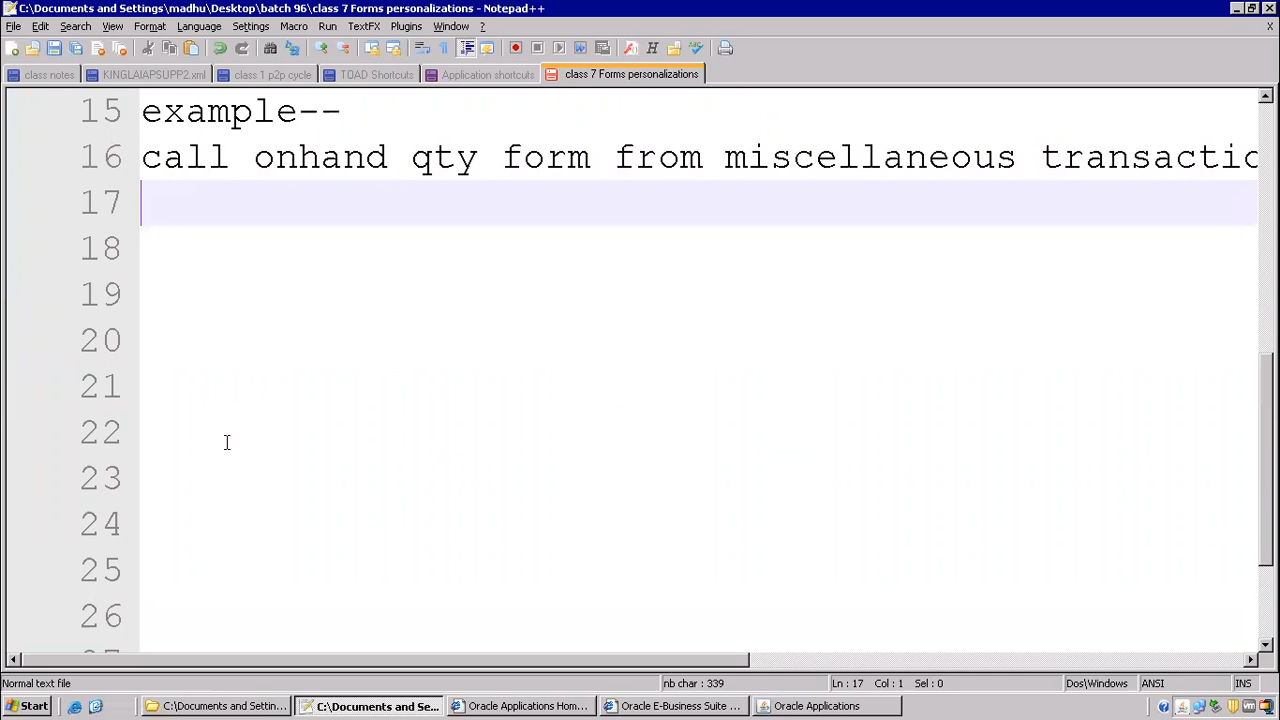 C:\Documents and Settings\madhu\Desktop\batch 96\class 7 Forms personalizations - Notepad++
File Edit Search View Format Language Settings Macro Run TextFX Plugins Window ? X
class notes KINGLAIAPSUPP2.xml class 1 p2p cycle TOAD Shortcuts Application shortcuts class 7 Forms personalizations
15 example--
16 call onhand qty form from miscellaneous transactio
17
18
19
20
21
22
23
24
25
26
Normal text file nb char : 339 Ln : 17 Col : 1 Sel : 0 Dos\Windows ANSI INS
Start C:\Documents and Settin... C:\Documents and Se... Oracle Applications Hom... Oracle E-Business Suite ... Oracle Applications